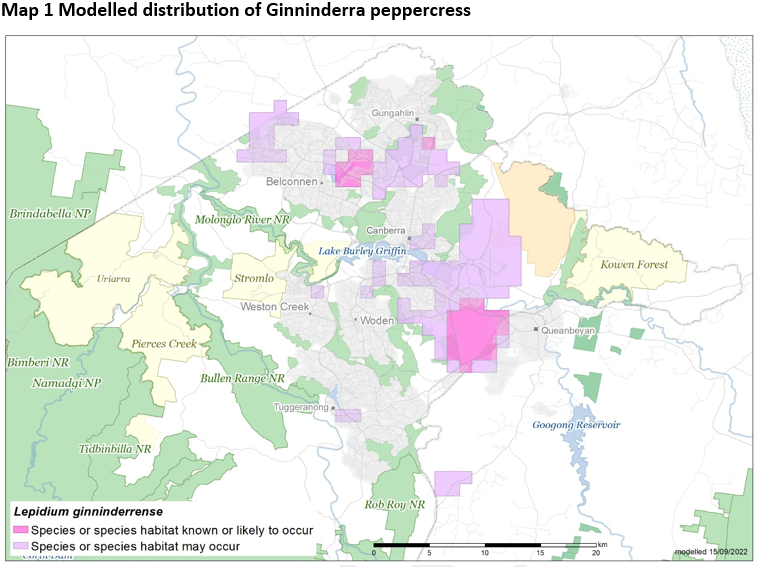 Map 1 Modelled distribution of Ginninderra peppercress
Gungahlin
Belconnen
Brindabella NP
Molonglo River NR
Canberra
Lake Burley Griffin
Uriarra
Stromlo
Kowen Forest
Weston Creek
Woden
Queanbeyan
Pierces Creek
Bimberi NR
Namadgi NP
Bullen Range NR
Tuggeranong
Googong Reservoir
Tidbinbilla NR
Rob Roy NR
Lepidium ginninderrense
Species or species habitat known or likely to occur
Species or species habitat may occur
km
0 5 10 15 20
modelled 15/09/2022